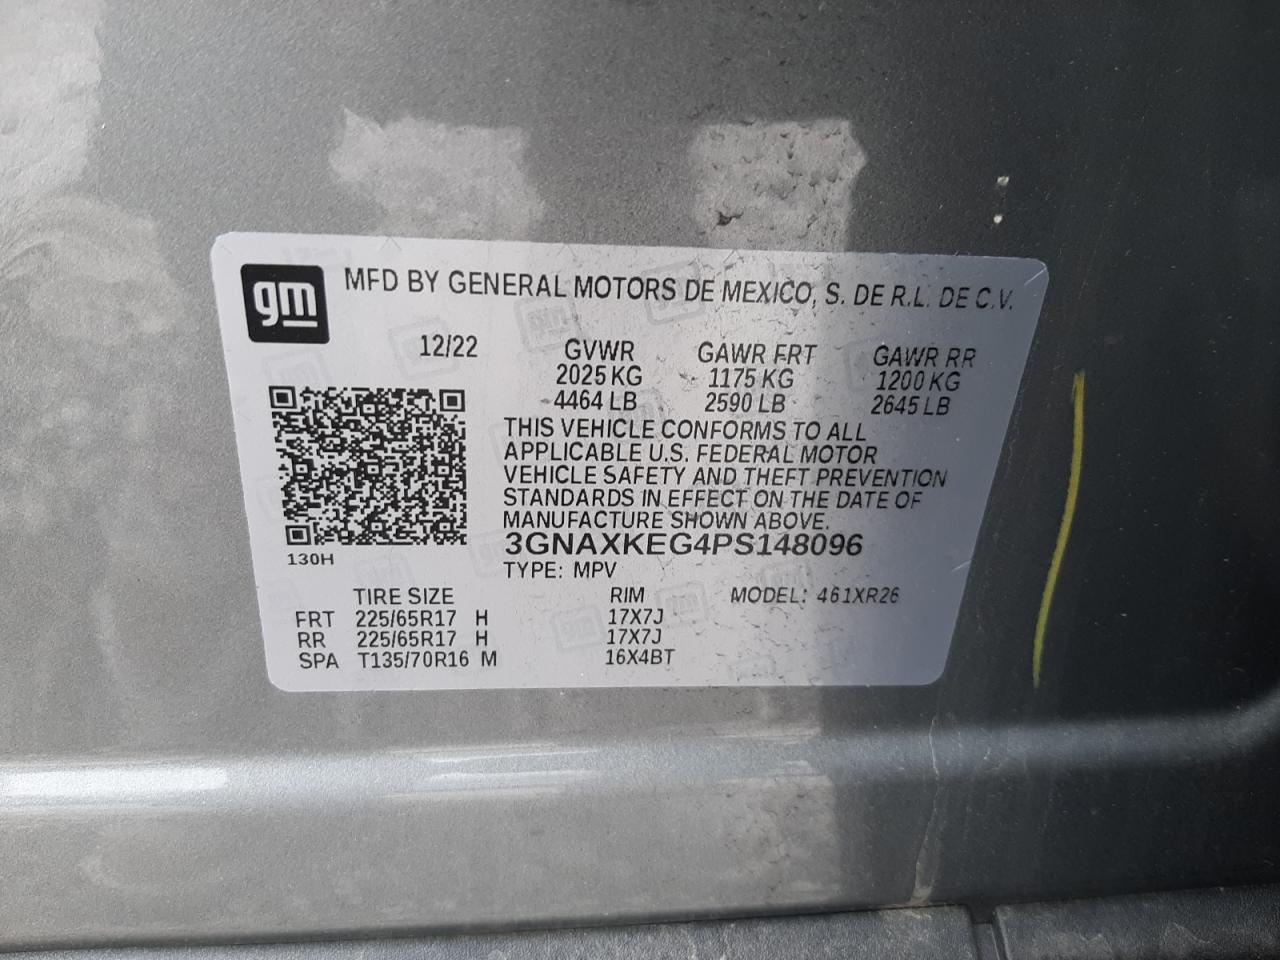 gm
MFD BY GENERAL MOTORS DE MEXICO, S. DE R.L. DE C.V.
12/22 GVWR GAWR FRT GAWR RR
2025 KG 1175 KG 1200 KG
4464 LB 2590 LB 2645 LB
THIS VEHICLE CONFORMS TO ALL
APPLICABLE U.S. FEDERAL MOTOR
VEHICLE SAFETY AND THEFT PREVENTION
STANDARDS IN EFFECT ON THE DATE OF
MANUFACTURE SHOWN ABOVE.
3GNAXKEG4PS148096
130H
TYPE: MPV
TIRE SIZE RIM MODEL: 461XR26
FRT 225/65R17 H 17X7J
RR 225/65R17 H 17X7J
SPA T135/70R16 M 16X4BT